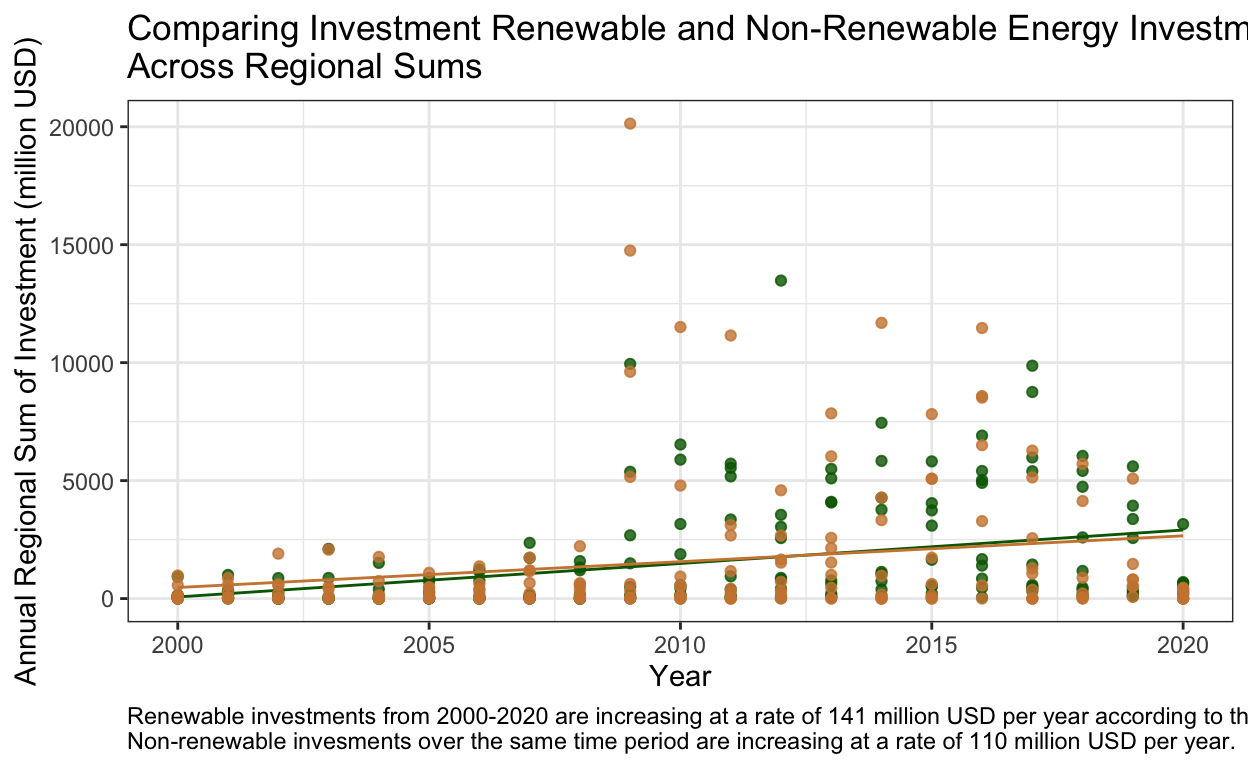 Comparing Investment Renewable and Non-Renewable Energy Investm
Across Regional Sums
Annual Regional Sum of Investment (million USD)
20000
15000
10000
5000
0
2000 2005 2010 2015 2020
Year
Renewable investments from 2000-2020 are increasing at a rate of 141 million USD per year according to th
Non-renewable invesments over the same time period are increasing at a rate of 110 million USD per year.